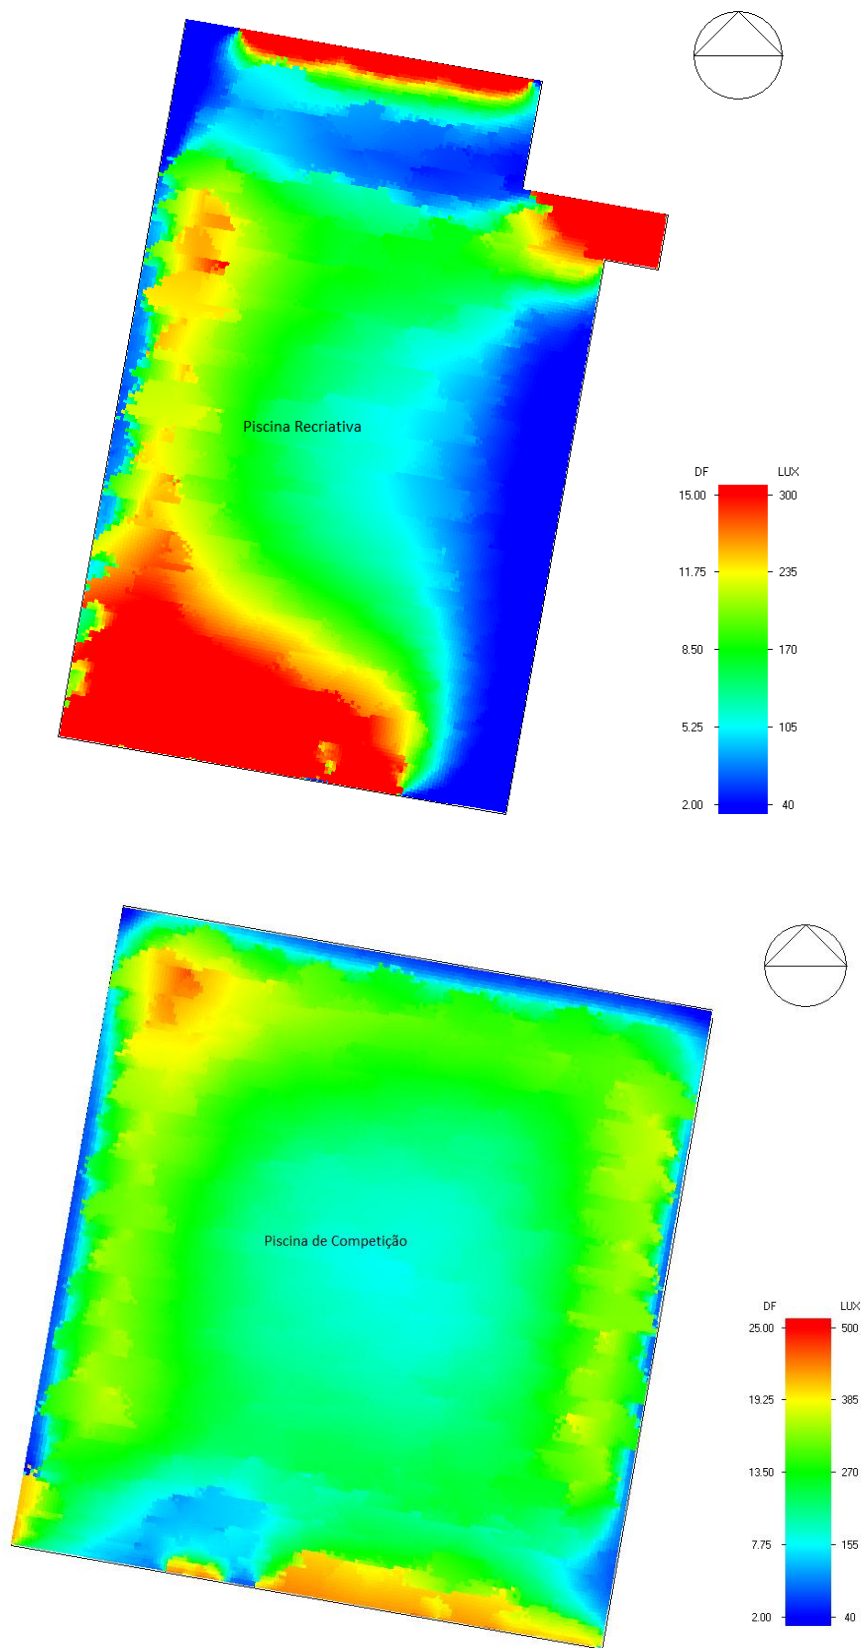 Piscina Recriativa
DF LUX
15.00 300
11.75 235
8.50 170
5.25 105
2.00 40
Piscina de Competição
DF LUX
25.00 500
19.25 385
13.50 270
7.75 155
2.00 40